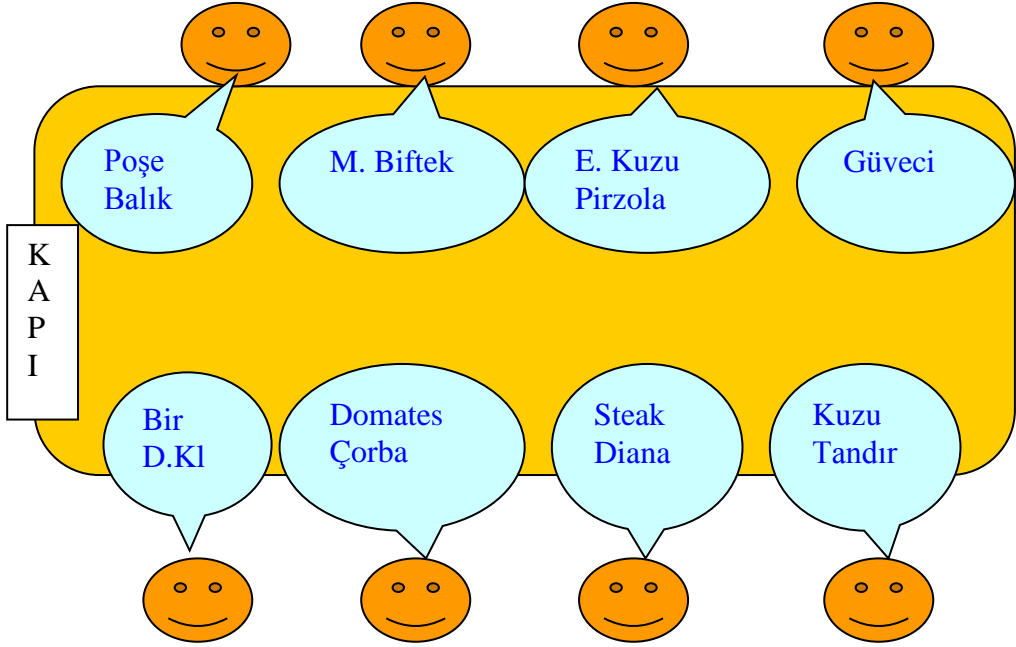 Poşe
Balık
M. Biftek
E. Kuzu
Pirzola
Güveci
K
A
P
I
Bir
D.Kl
Domates
Çorba
Steak
Diana
Kuzu
Tandır